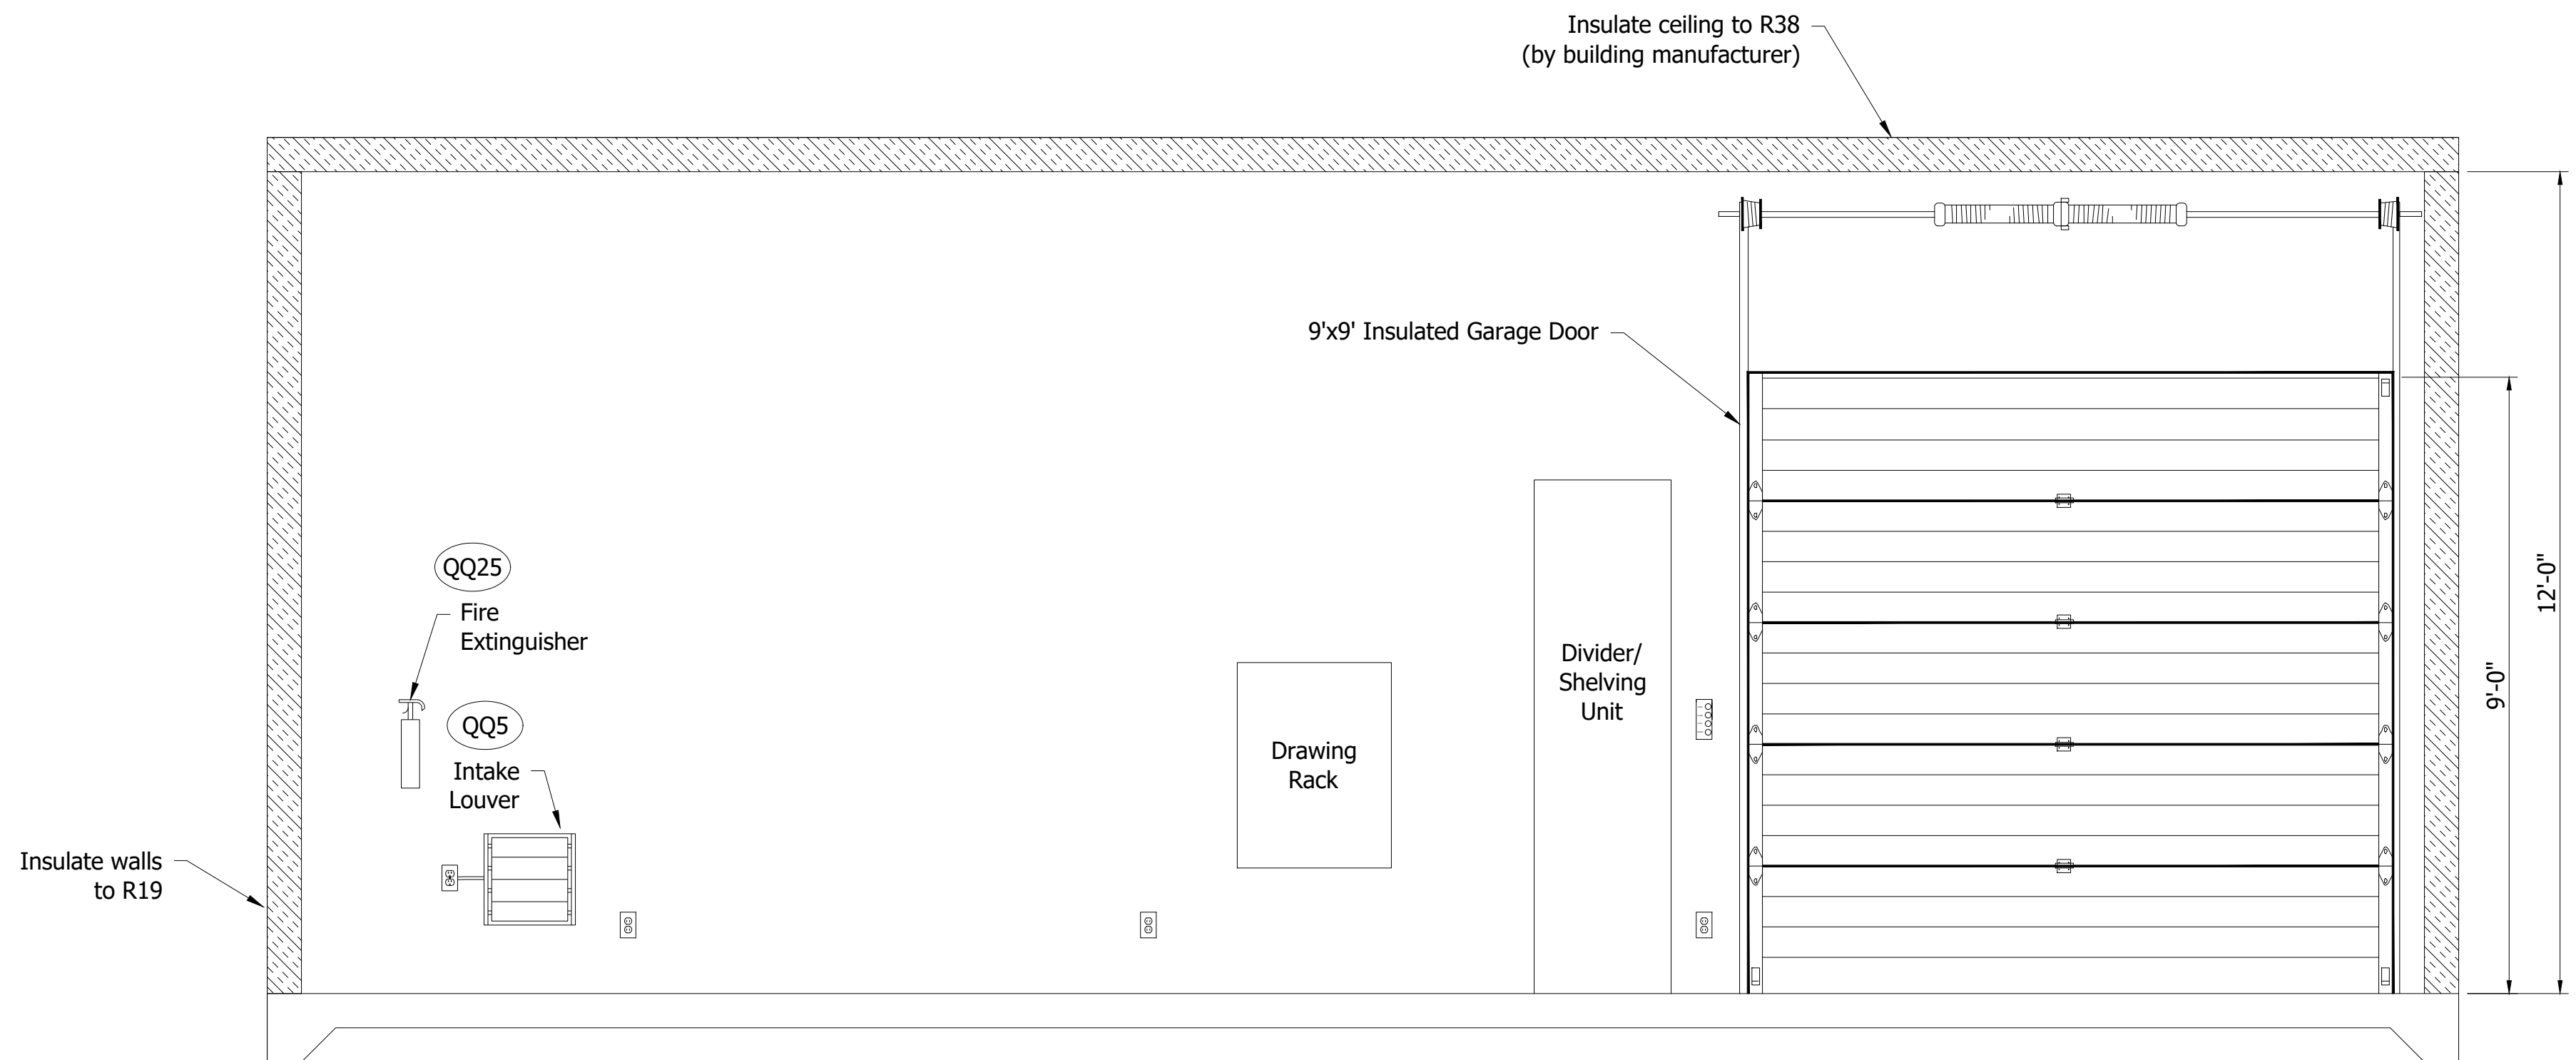 Insulate ceiling to R38
(by building manufacturer)
9'x9' Insulated Garage Door
QQ25
Fire
Extinguisher
QQ5
Intake
Louver
Insulate walls
to R19
Drawing
Rack
Divider/
Shelving
Unit
9'-0"
12'-0"